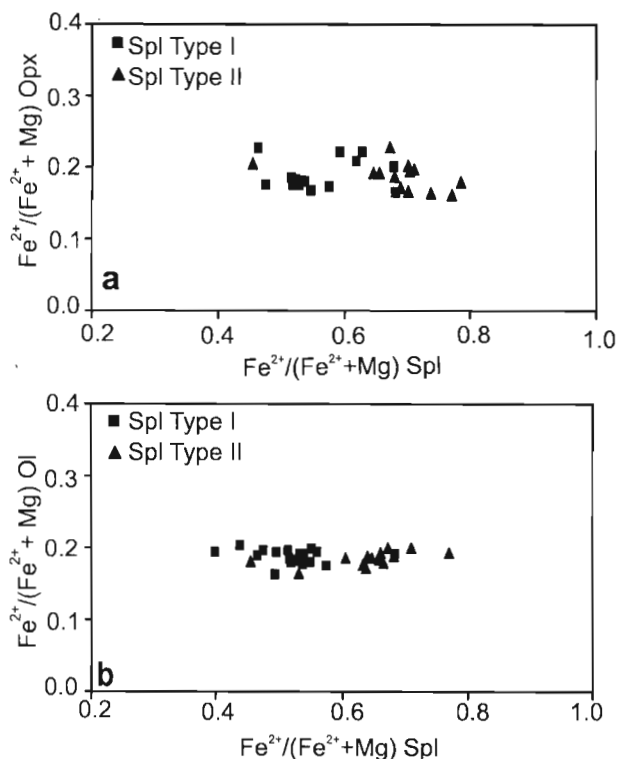 0.4
■ Spl Type I
▲ Spl Type II
0.3
0.2
0.1
0.0
Fe²⁺/(Fe²⁺+ Mg) Opx
a
0.2 0.4 0.6 0.8 1.0
Fe²⁺/(Fe²⁺+Mg) Spl
0.4
■ Spl Type I
▲ Spl Type II
0.3
0.2
0.1
0.0
Fe²⁺/(Fe²⁺+ Mg) Ol
b
0.2 0.4 0.6 0.8 1.0
Fe²⁺/(Fe²⁺+Mg) Spl